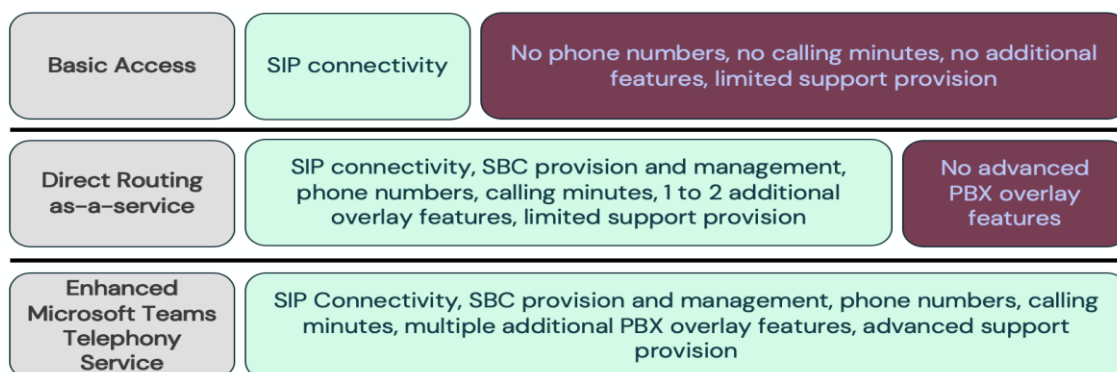 Basic Access
SIP connectivity
No phone numbers, no calling minutes, no additional
features, limited support provision
Direct Routing
as-a-service
SIP connectivity, SBC provision and management,
phone numbers, calling minutes, 1 to 2 additional
overlay features, limited support provision
No advanced
PBX overlay
features
Enhanced
Microsoft Teams
Telephony
Service
SIP Connectivity, SBC provision and management, phone numbers, calling
minutes, multiple additional PBX overlay features, advanced support
provision